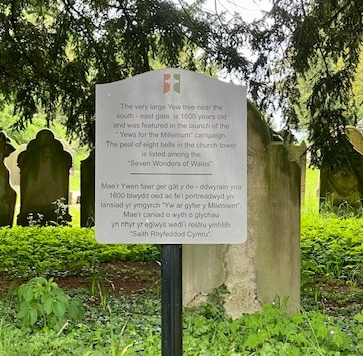 The very large Yew tree near the
south - east gate is 1600 years old
and was featured in the launch of the
"Yews for the Millenium" campaign.
The peal of eight bells in the church tower
is listed among the
"Seven Wonders of Wales".
Mae'r Ywen fawr ger gât y de - ddwyrain yna
1600 blwydd oed ac fe'i portreadwyd yn
lansiad yr ymgyrch "Yw ar gyfer y Mileniwm".
Mae'r caniad o wyth o glychau
yn nhyr yr eglwys wedi'i restru ymhlith
"Saith Rhyfeddod Cymru".